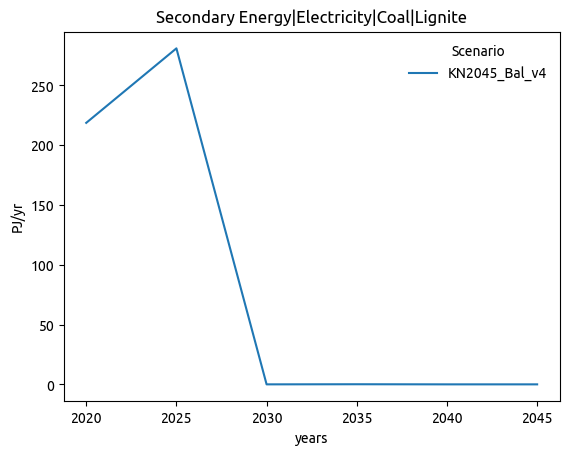 Secondary Energy|Electricity|Coal|Lignite
Scenario
KN2045_Bal_v4
PJ/yr
250
200
150
100
50
0
2020 2025 2030 2035 2040 2045
years